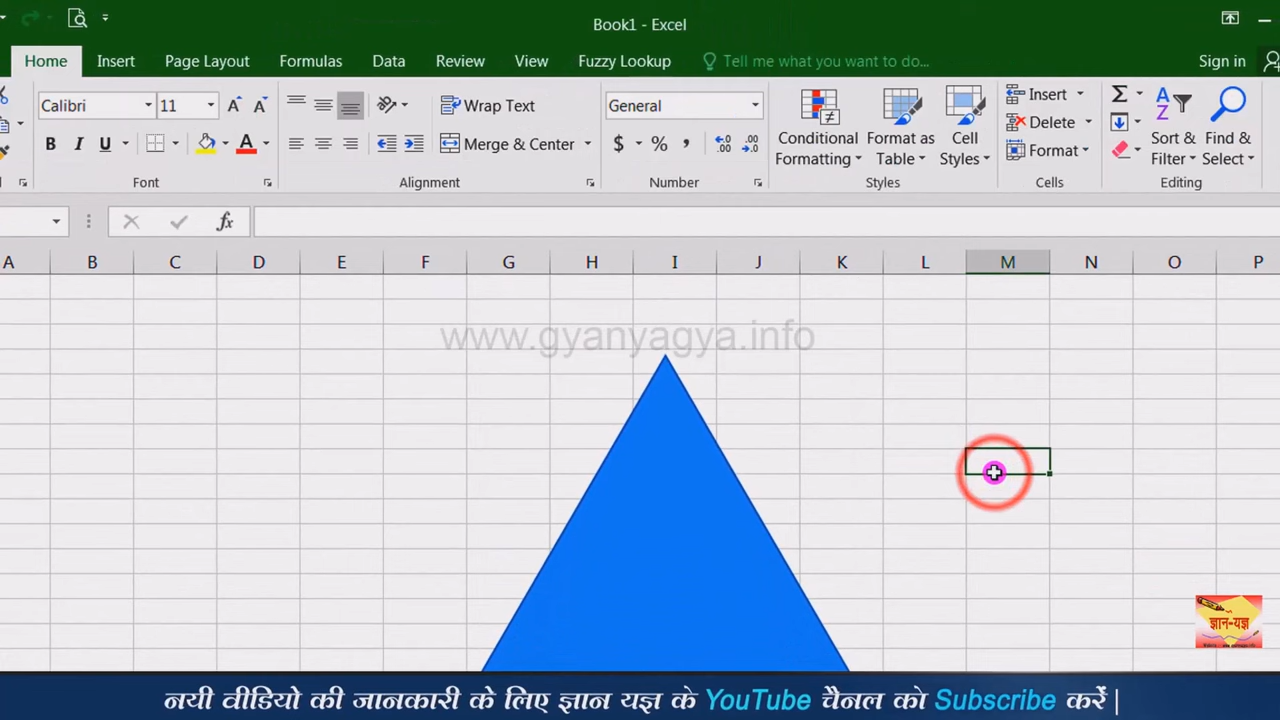 Book1 - Excel
Home Insert Page Layout Formulas Data Review View Fuzzy Lookup Tell me what you want to do... Sign in
Calibri 11 Wrap Text General Conditional Formatting Format as Table Cell Styles Insert Delete Format Sort & Filter Find & Select
B I U Merge & Center $ % ,
Font Alignment Number Styles Cells Editing
fx
A B C D E F G H I J K L M N O P
www.gyanyagya.info
ज्ञान-यज्ञ
नयी वीडियो की जानकारी के लिए ज्ञान यज्ञ के YouTube चैनल को Subscribe करें |